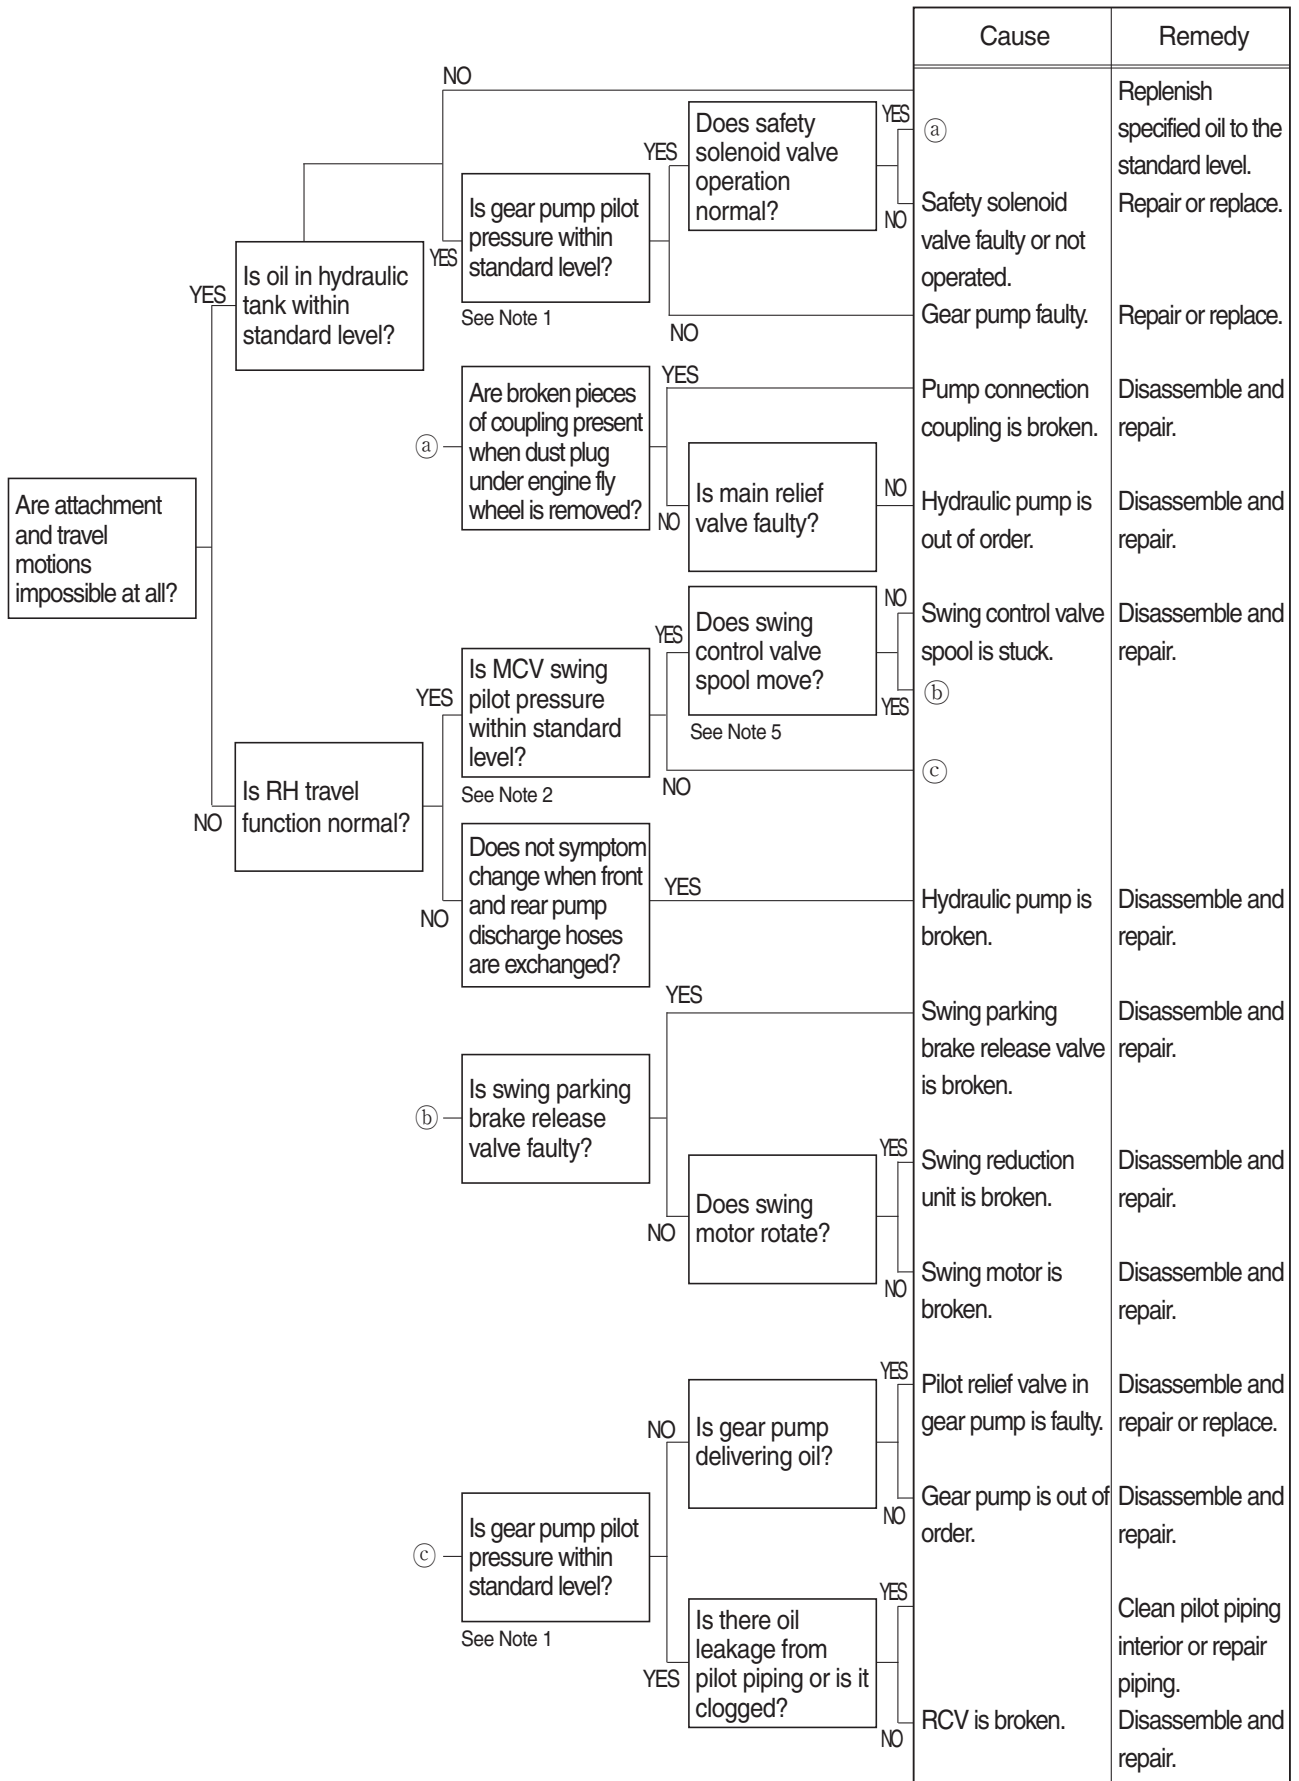 Cause
Remedy
NO
Replenish
specified oil to the
standard level.
Does safety
solenoid valve
operation
normal?
YES
ⓐ
YES
NO
Safety solenoid
valve faulty or not
operated.
Repair or replace.
Is gear pump pilot
pressure within
standard level?
YES
See Note 1
Is oil in hydraulic
tank within
standard level?
YES
NO
Gear pump faulty.
Repair or replace.
ⓐ
Are broken pieces
of coupling present
when dust plug
under engine fly
wheel is removed?
YES
Pump connection
coupling is broken.
Disassemble and
repair.
NO
Is main relief
valve faulty?
NO
Hydraulic pump is
out of order.
Disassemble and
repair.
Are attachment
and travel
motions
impossible at all?
YES
Does swing
control valve
spool move?
See Note 5
NO
Swing control valve
spool is stuck.
Disassemble and
repair.
YES
ⓑ
YES
Is MCV swing
pilot pressure
within standard
level?
See Note 2
NO
ⓒ
NO
Is RH travel
function normal?
NO
Does not symptom
change when front
and rear pump
discharge hoses
are exchanged?
YES
Hydraulic pump is
broken.
Disassemble and
repair.
YES
Swing parking
brake release valve
is broken.
Disassemble and
repair.
ⓑ
Is swing parking
brake release
valve faulty?
NO
Does swing
motor rotate?
YES
Swing reduction
unit is broken.
Disassemble and
repair.
NO
Swing motor is
broken.
Disassemble and
repair.
NO
Is gear pump
delivering oil?
YES
Pilot relief valve in
gear pump is faulty.
Disassemble and
repair or replace.
NO
Gear pump is out of
order.
Disassemble and
repair.
ⓒ
Is gear pump pilot
pressure within
standard level?
See Note 1
YES
Is there oil
leakage from
pilot piping or is it
clogged?
YES
Clean pilot piping
interior or repair
piping.
NO
RCV is broken.
Disassemble and
repair.